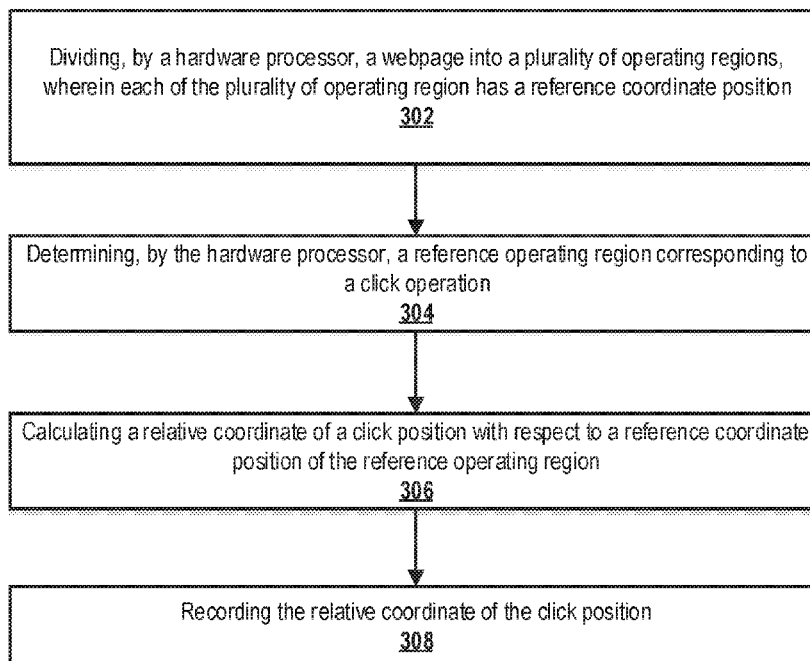 Dividing, by a hardware processor, a webpage into a plurality of operating regions,
wherein each of the plurality of operating region has a reference coordinate position
302
Determining, by the hardware processor, a reference operating region corresponding to
a click operation
304
Calculating a relative coordinate of a click position with respect to a reference coordinate
position of the reference operating region
306
Recording the relative coordinate of the click position
308